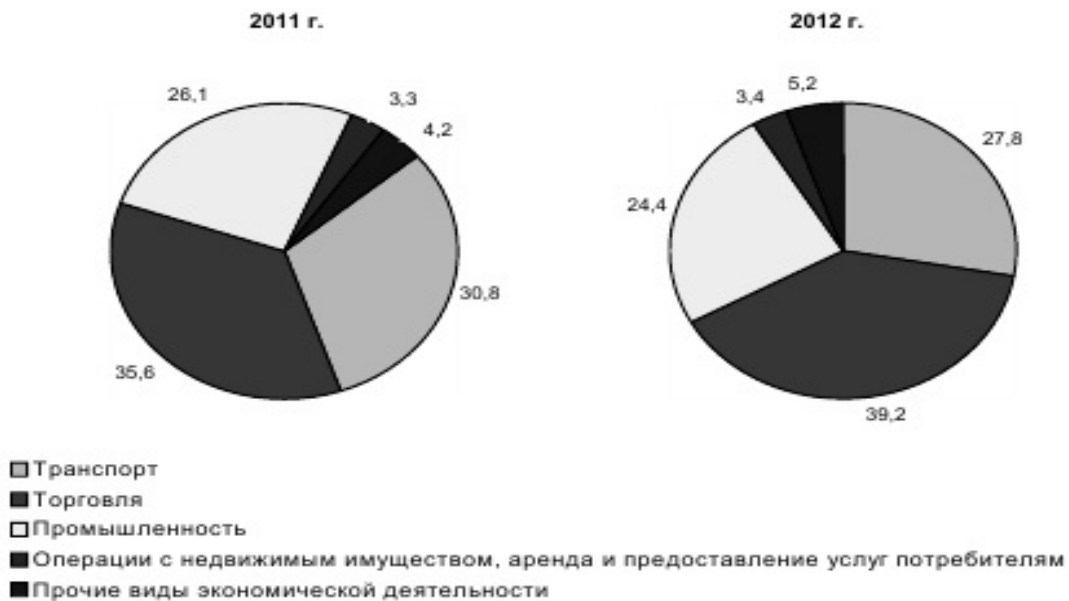 2011 г.
2012 г.
26,1
3,3
4,2
30,8
35,6
3,4
5,2
27,8
24,4
39,2
Транспорт
Торговля
Промышленность
Операции с недвижимым имуществом, аренда и предоставление услуг потребителям
Прочие виды экономической деятельности